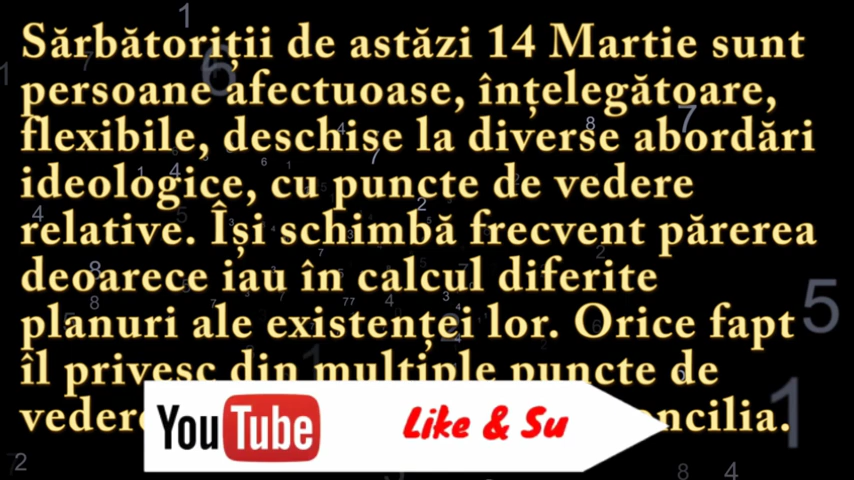 Sărbătoriții de astăzi 14 Martie sunt
persoane afectuoase, înțelegătoare,
flexibile, deschise la diverse abordări
ideologice, cu puncte de vedere
relative. Își schimbă frecvent părerea
deoarece iau în calcul diferite
planuri ale existenței lor. Orice fapt
îl privesc din multiple puncte de
YouTube Like & Su